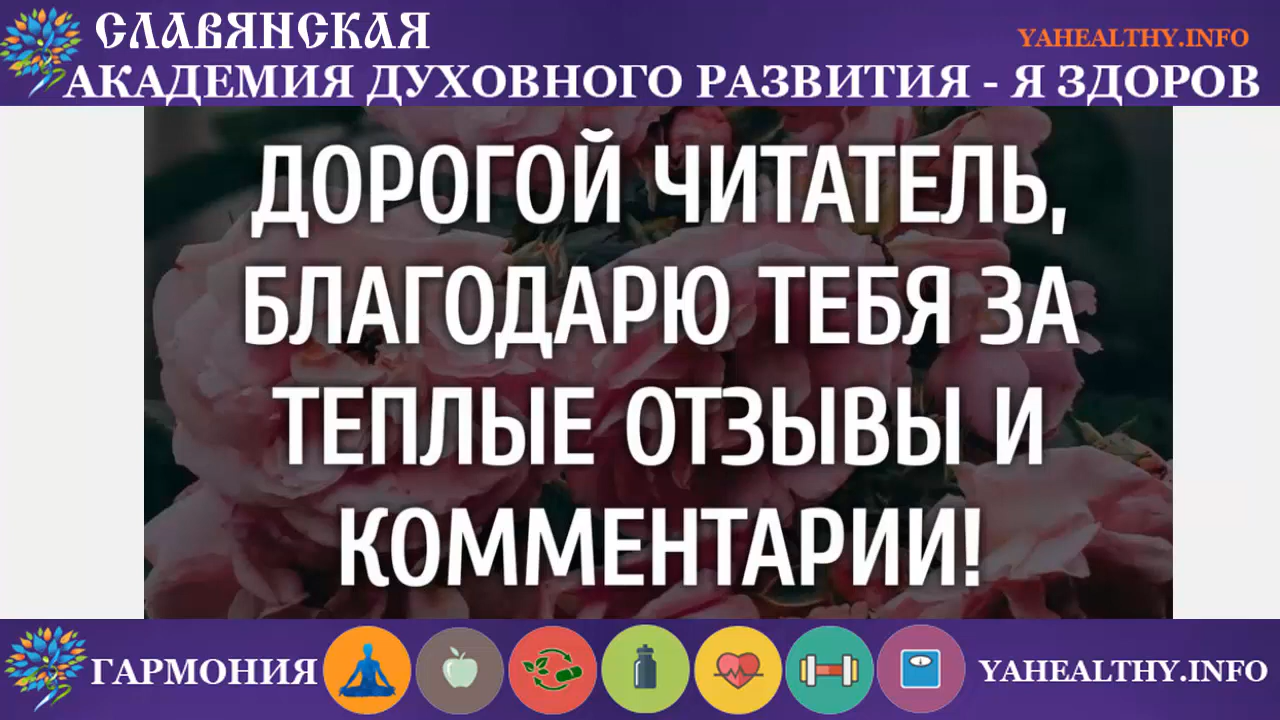 СЛАВЯНСКАЯ
YAHEALTHY.INFO
АКАДЕМИЯ ДУХОВНОГО РАЗВИТИЯ - Я ЗДОРОВ
ДОРОГОЙ ЧИТАТЕЛЬ,
БЛАГОДАРЮ ТЕБЯ ЗА
ТЕПЛЫЕ ОТЗЫВЫ И
КОММЕНТАРИИ!
ГАРМОНИЯ
YAHEALTHY.INFO